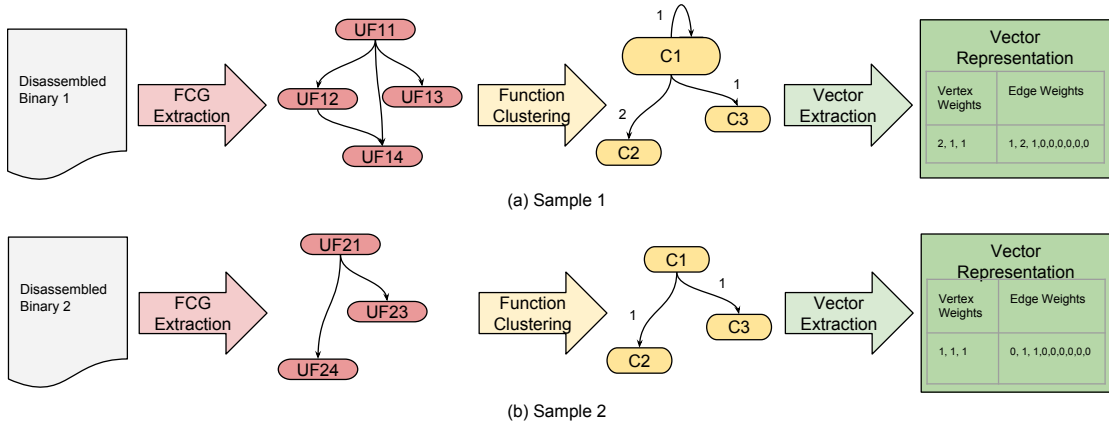 Disassembled
Binary 1
FCG
Extraction
UF11
UF12
UF13
UF14
Function
Clustering
1
C1
1
2
C3
C2
Vector
Extraction
Vector
Representation
Vertex
Weights
Edge Weights
2, 1, 1
1, 2, 1,0,0,0,0,0,0
(a) Sample 1
Disassembled
Binary 2
FCG
Extraction
UF21
UF23
UF24
Function
Clustering
C1
1
1
C3
C2
Vector
Extraction
Vector
Representation
Vertex
Weights
Edge Weights
1, 1, 1
0, 1, 1,0,0,0,0,0,0
(b) Sample 2